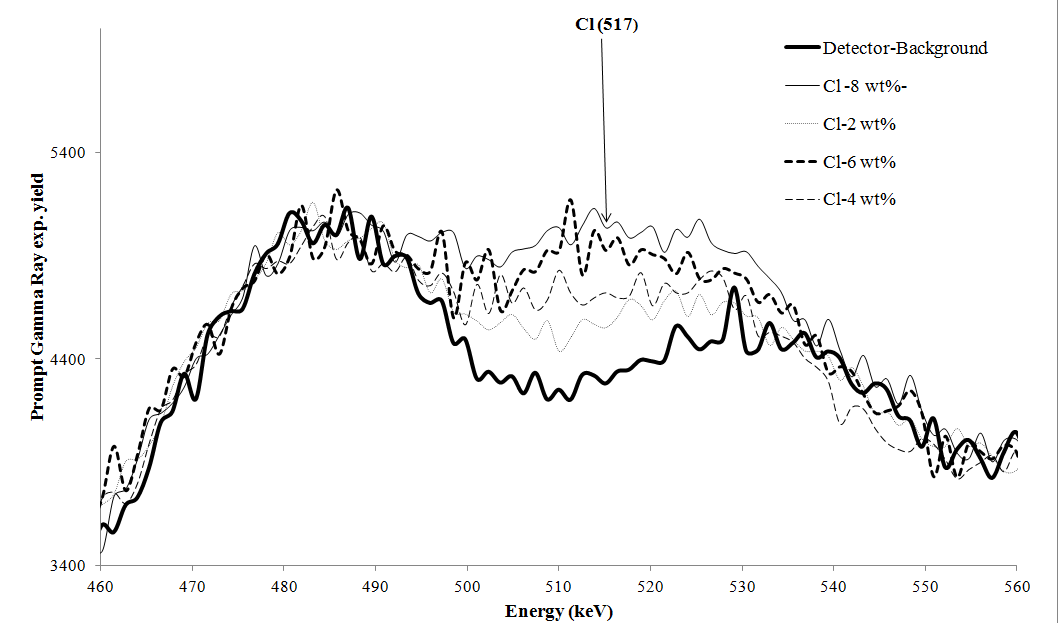 Cl (517)
Detector-Background
Cl -8 wt%-
Cl-2 wt%
Cl-6 wt%
Cl-4 wt%
Prompt Gamma Ray exp. yield
5400
4400
3400
460 470 480 490 500 510 520 530 540 550 560
Energy (keV)